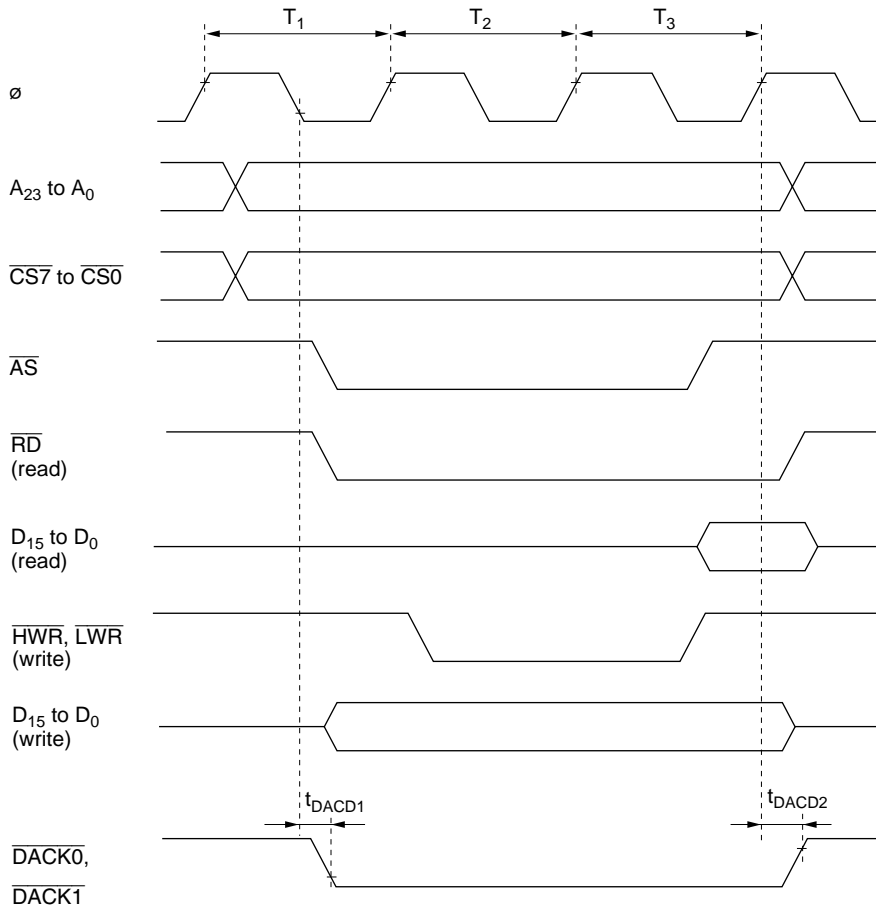 T1 T2 T3
ø
A23 to A0
CS7 to CS0
AS
RD
(read)
D15 to D0
(read)
HWR, LWR
(write)
D15 to D0
(write)
tDACD1 tDACD2
DACK0,
DACK1